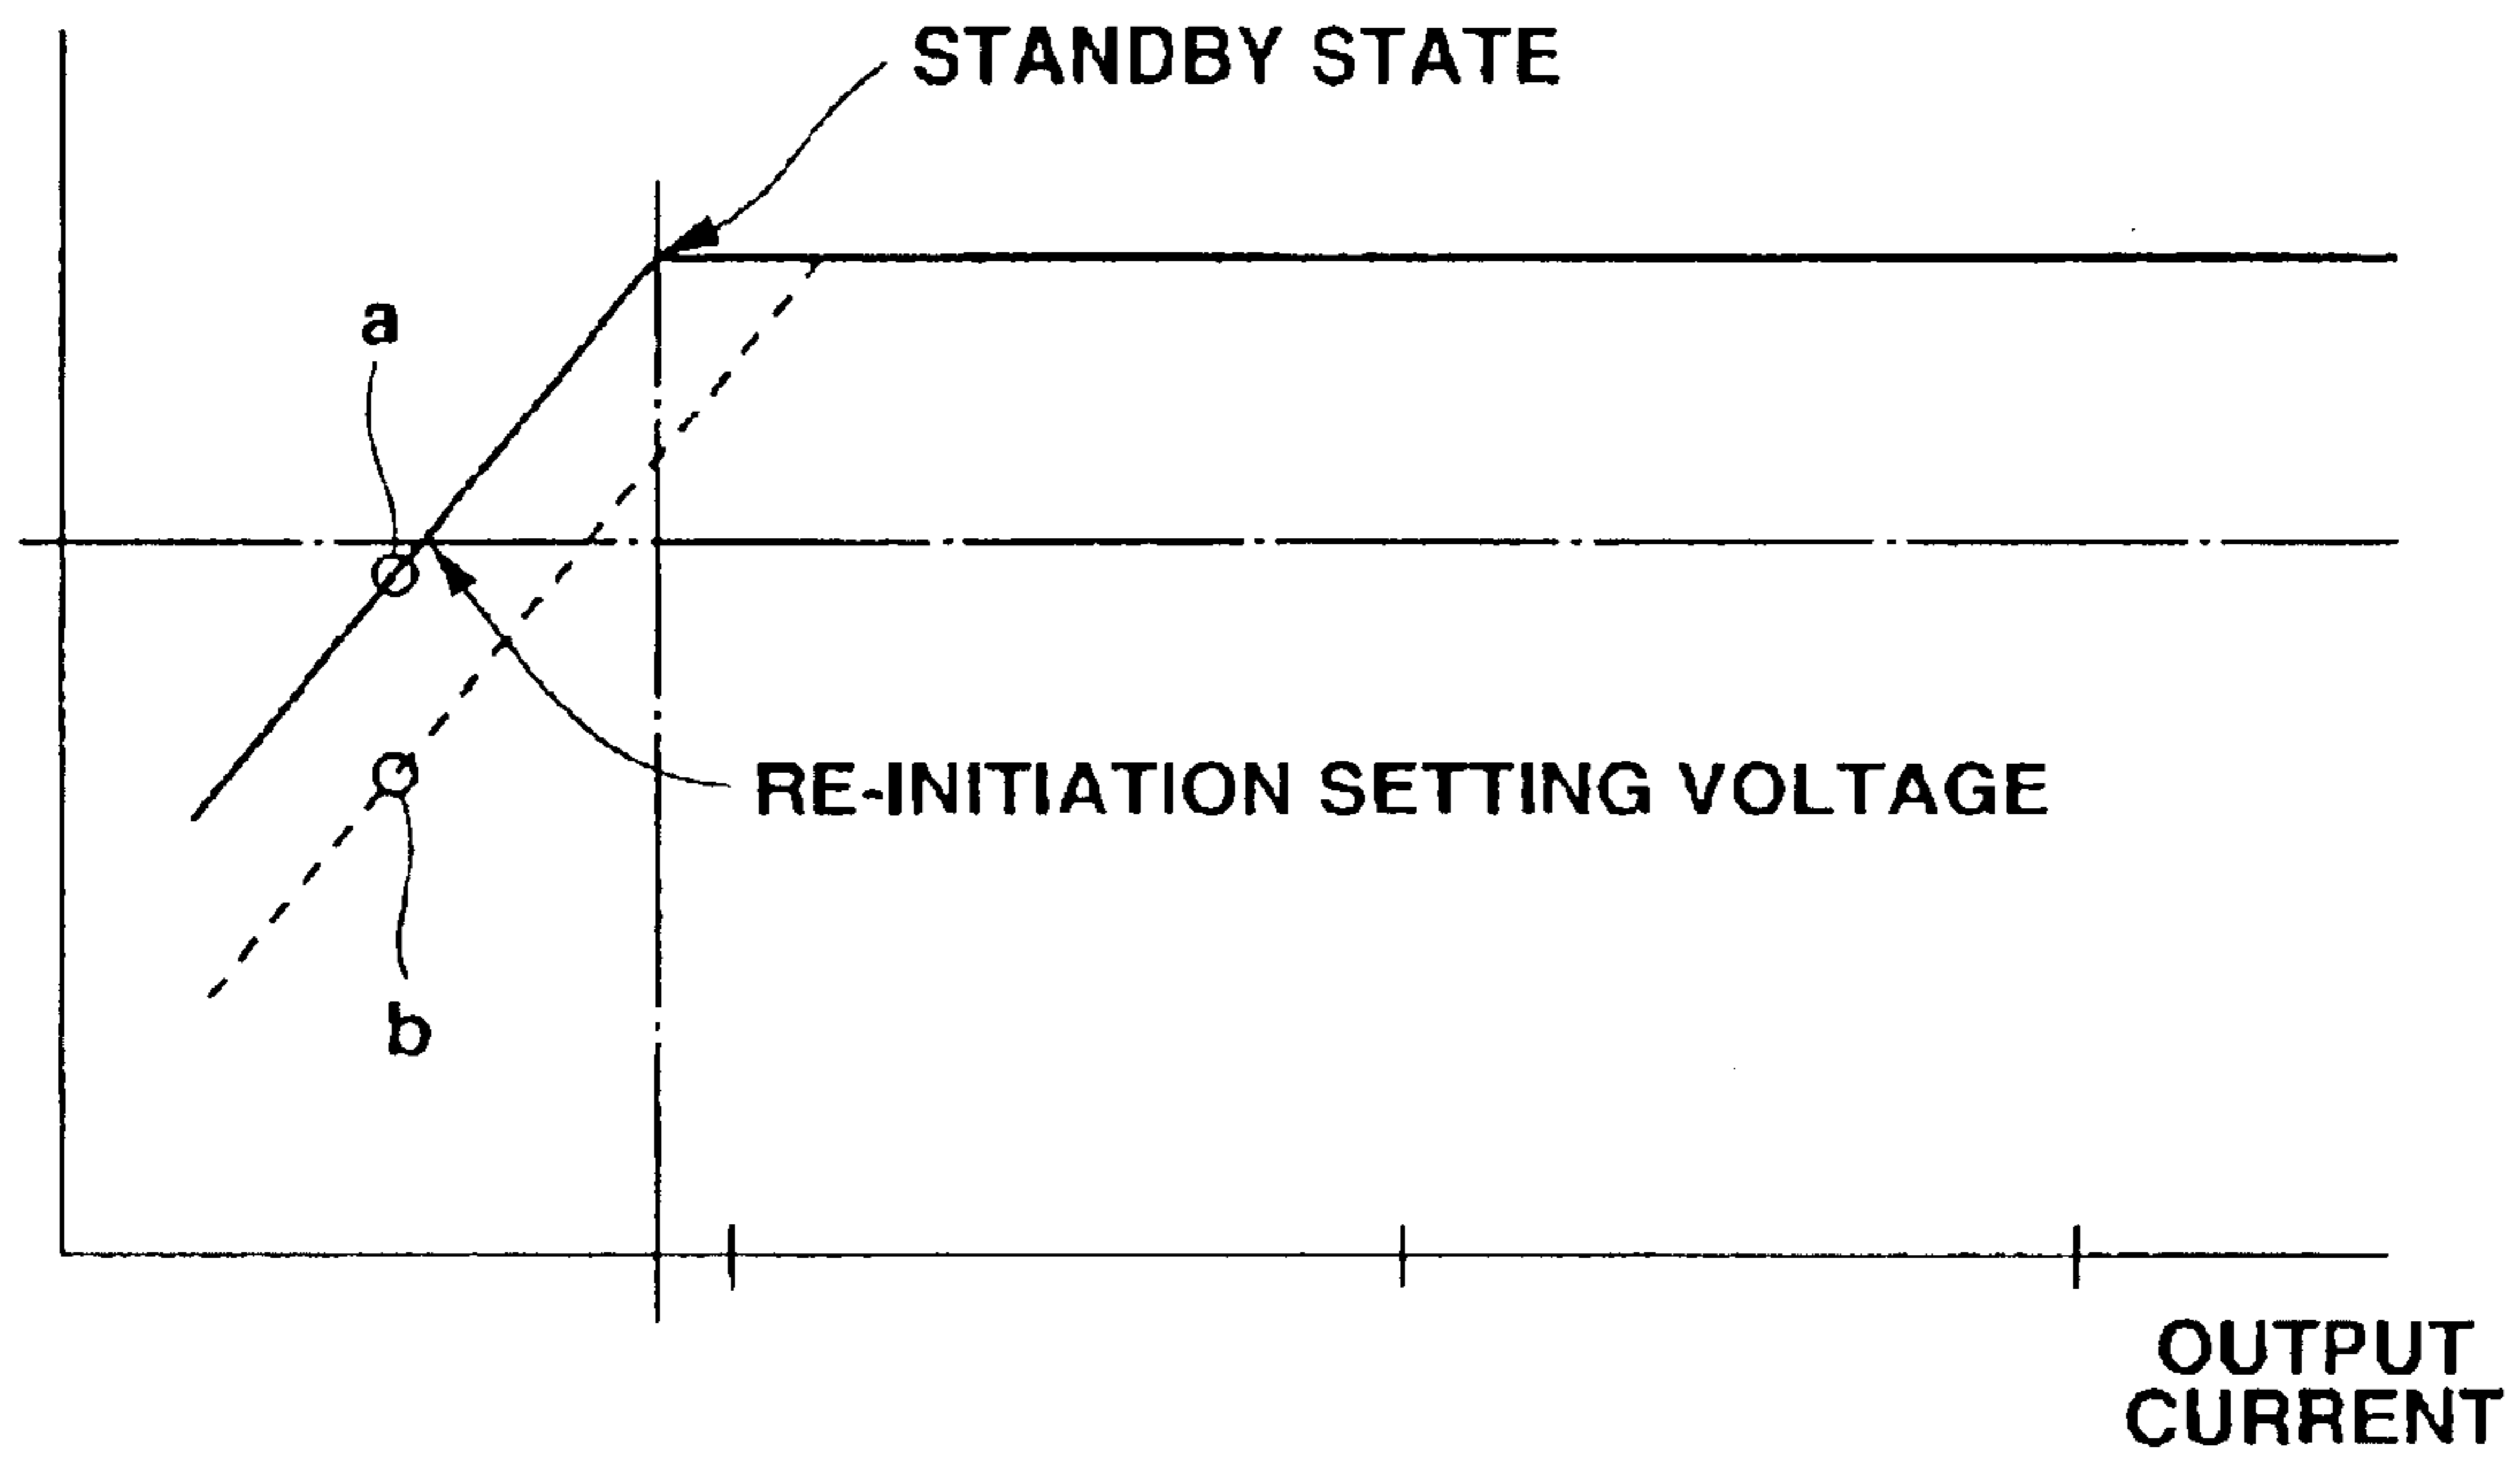 STANDBY STATE
a
RE-INITIATION SETTING VOLTAGE
b
OUTPUT
CURRENT